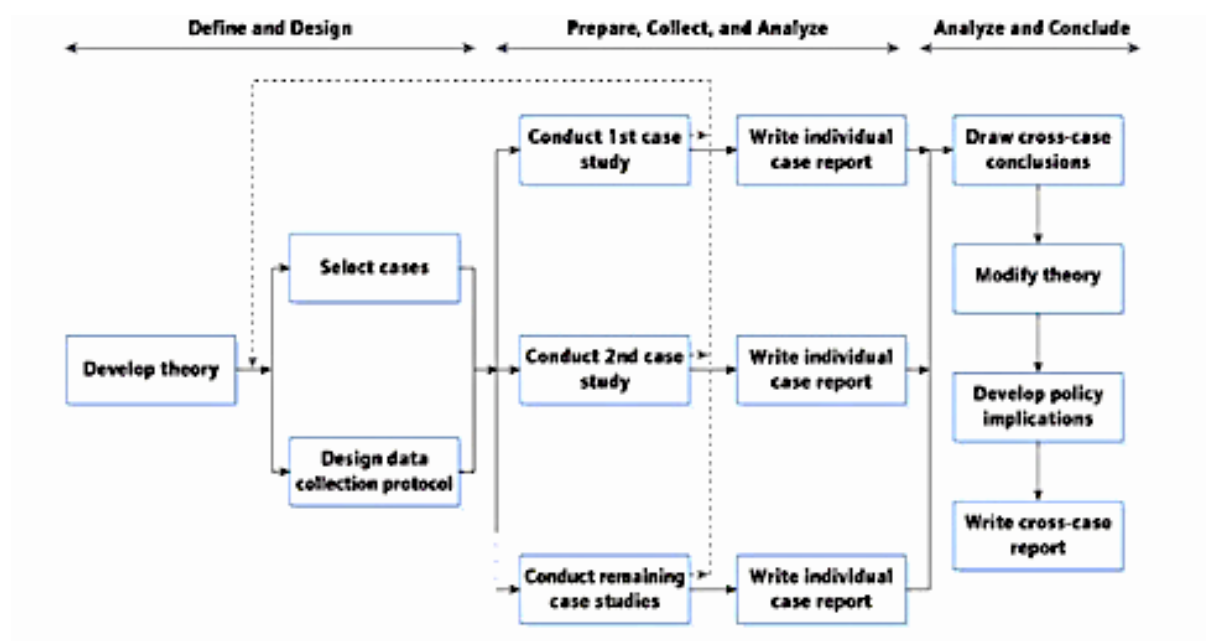 Define and Design
Prepare, Collect, and Analyze
Analyze and Conclude
Conduct 1st case
study
Write individual
case report
Draw cross-case
conclusions
Select cases
Modify theory
Develop theory
Conduct 2nd case
study
Write individual
case report
Develop policy
implications
Design data
collection protocol
Write cross-case
report
Conduct remaining
case studies
Write individual
case report